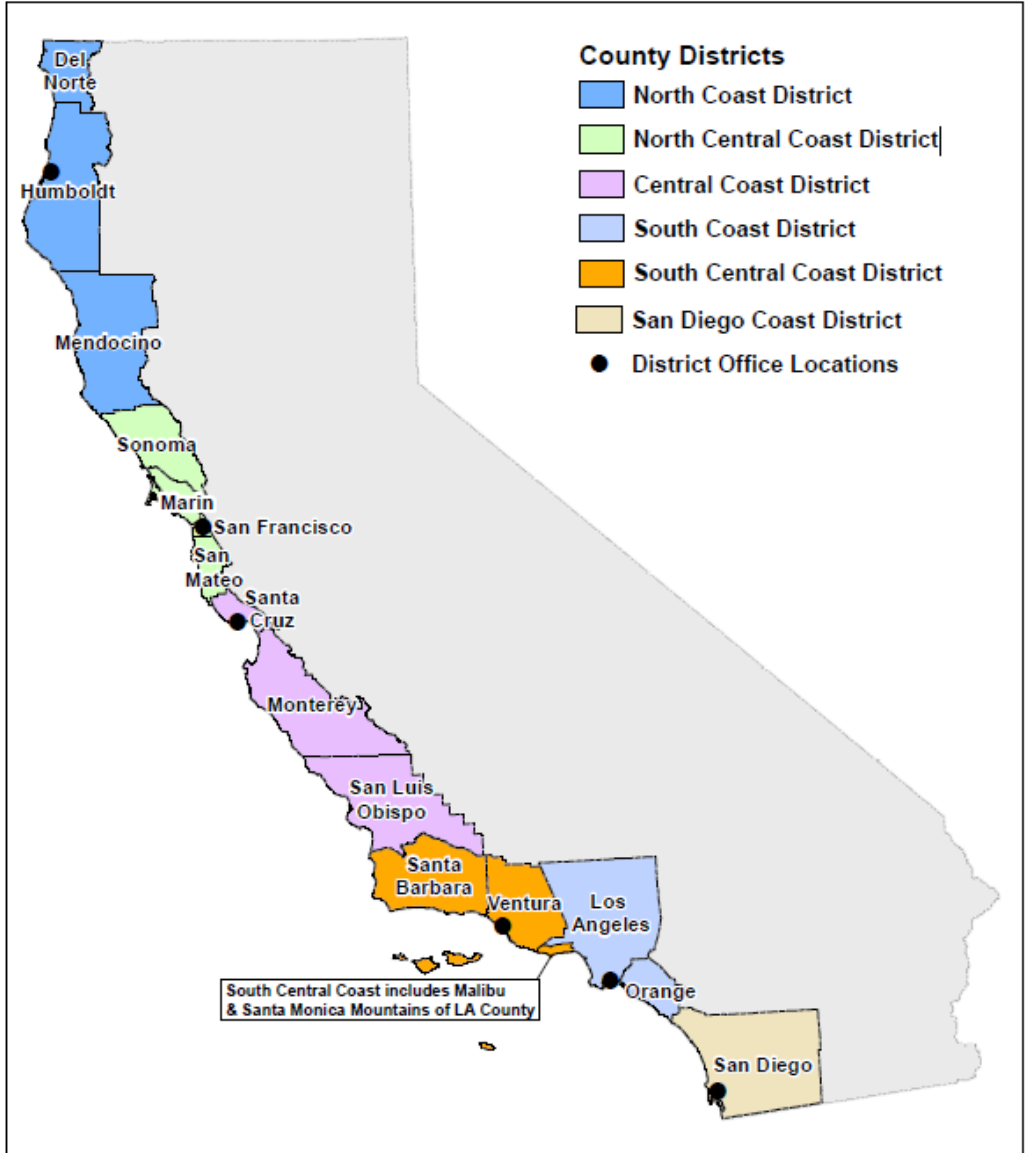 Del
Norte
Humboldt
Mendocino
Sonoma
Marin
San Francisco
San
Mateo
Santa
Cruz
Monterey
San Luis
Obispo
Santa
Barbara
Ventura
Los
Angeles
Orange
San Diego
South Central Coast includes Malibu
& Santa Monica Mountains of LA County
County Districts
North Coast District
North Central Coast District
Central Coast District
South Coast District
South Central Coast District
San Diego Coast District
District Office Locations